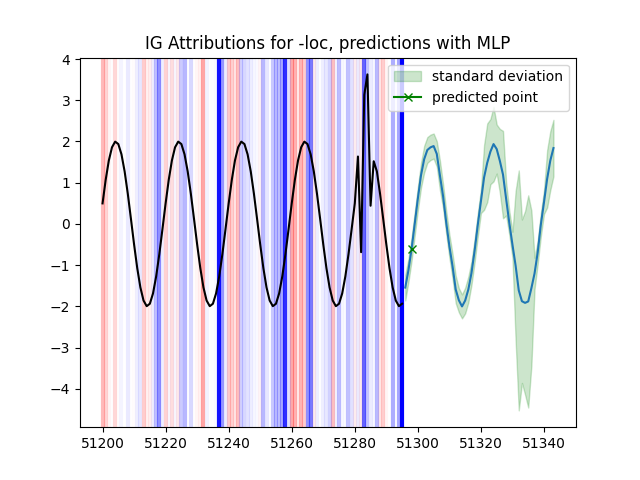 IG Attributions for -loc, predictions with MLP
standard deviation
predicted point
4
3
2
1
0
−1
−2
−3
−4
51200 51220 51240 51260 51280 51300 51320 51340